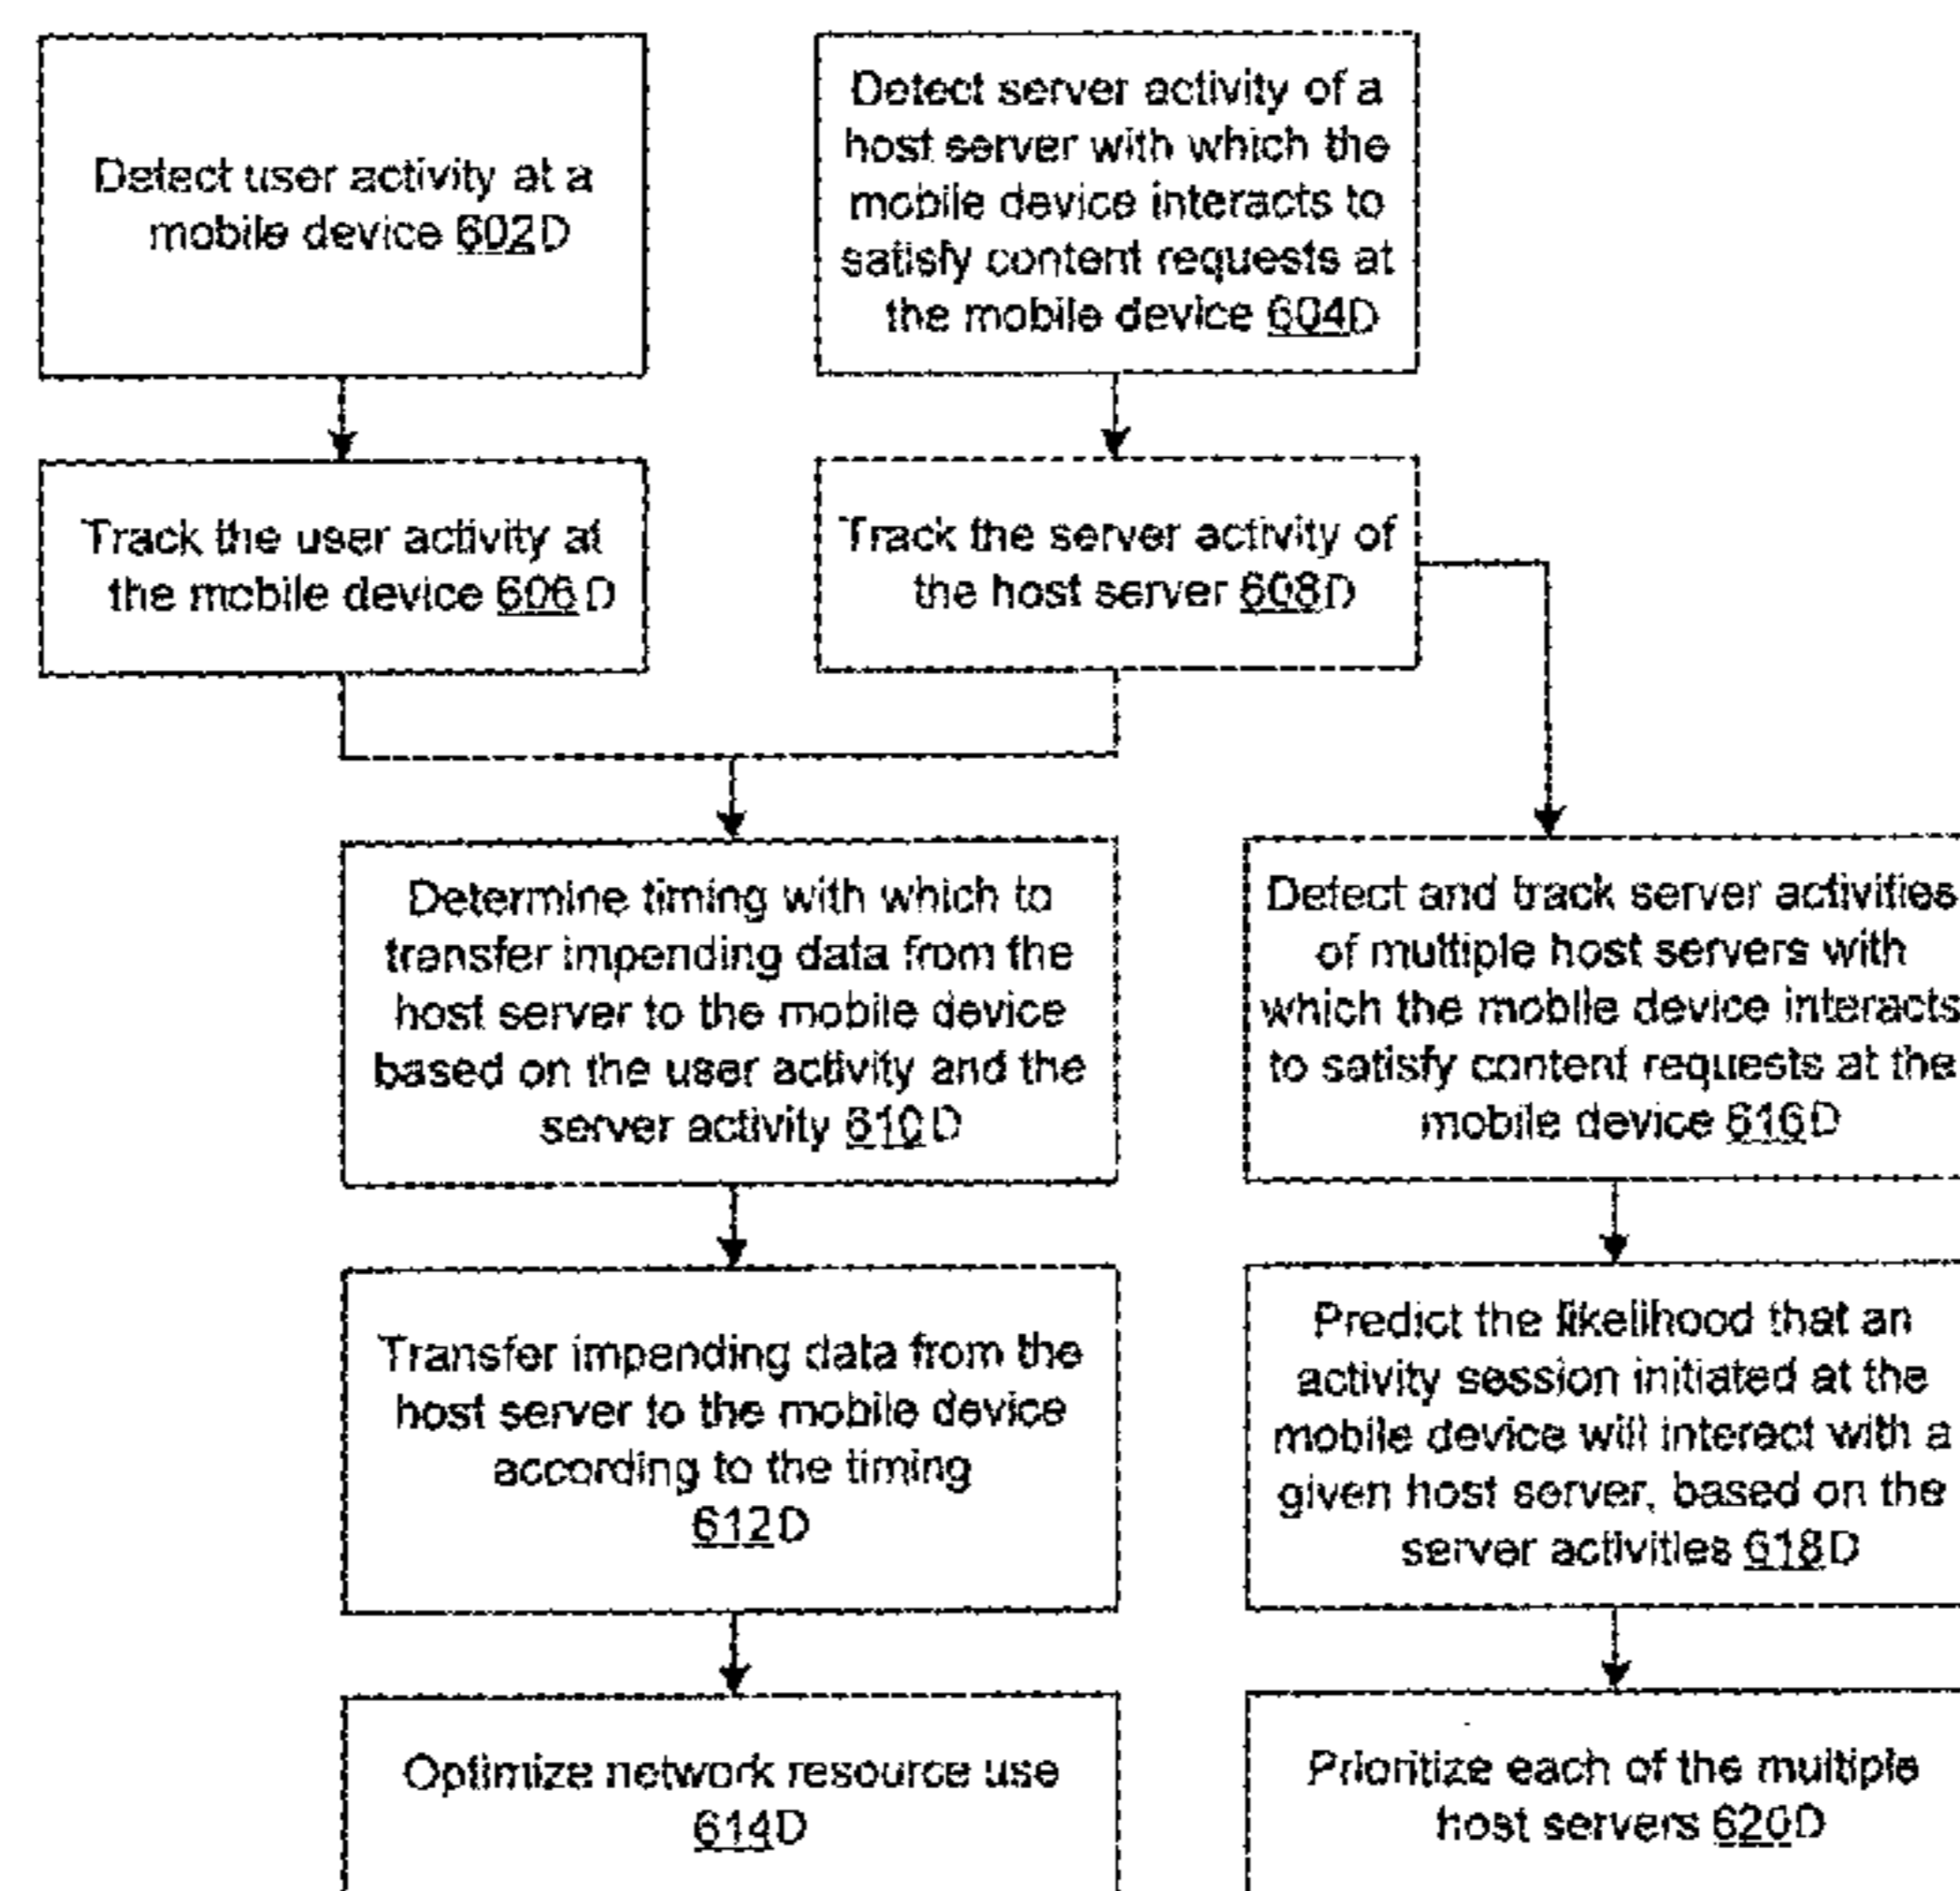 Detect user activity at a
mobile device 602D
Detect server activity of a
host server with which the
mobile device interacts to
satisfy content requests at
the mobile device 604D
Track the user activity at
the mobile device 606D
Track the server activity of
the host server 608D
Determine timing with which to
transfer impending data from the
host server to the mobile device
based on the user activity and the
server activity 610D
Detect and track server activities
of multiple host servers with
which the mobile device interacts
to satisfy content requests at the
mobile device 616D
Transfer impending data from the
host server to the mobile device
according to the timing
612D
Predict the likelihood that an
activity session initiated at the
mobile device will interact with a
given host server, based on the
server activities 618D
Optimize network resource use
614D
Prioritize each of the multiple
host servers 620D